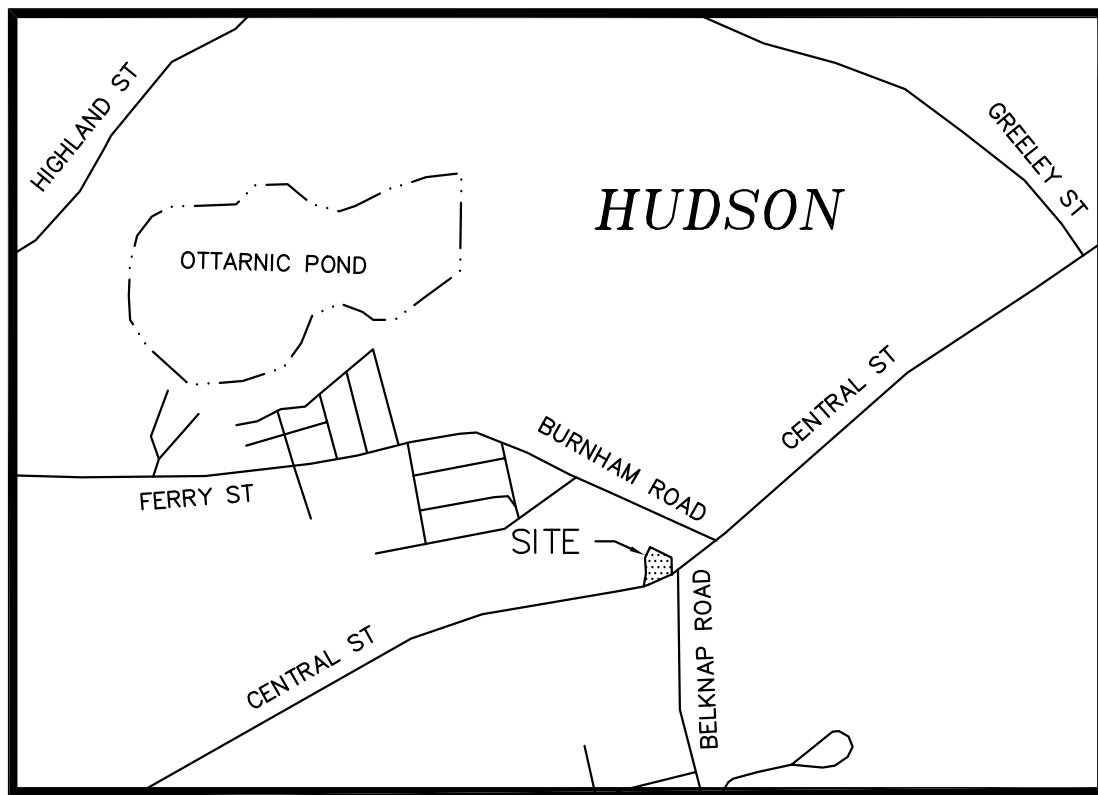 HIGHLAND ST
GREELEY ST
HUDSON
OTTARNIC POND
CENTRAL ST
BURNHAM ROAD
FERRY ST
SITE
BELKNAP ROAD
CENTRAL ST